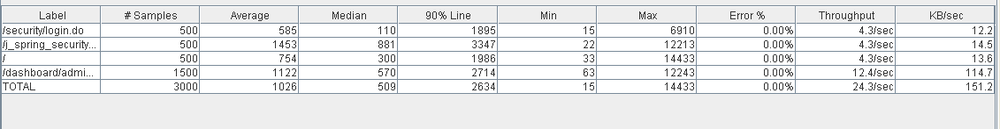 Label # Samples Average Median 90% Line Min Max Error % Throughput KB/sec
/security/login.do 500 585 110 1895 15 6910 0.00% 4.3/sec 12.2
/j_spring_security... 500 1453 881 3347 22 12213 0.00% 4.3/sec 14.5
/ 500 754 300 1986 33 14433 0.00% 4.3/sec 13.6
/dashboard/admi... 1500 1122 570 2714 63 12243 0.00% 12.4/sec 114.7
TOTAL 3000 1026 509 2634 15 14433 0.00% 24.3/sec 151.2